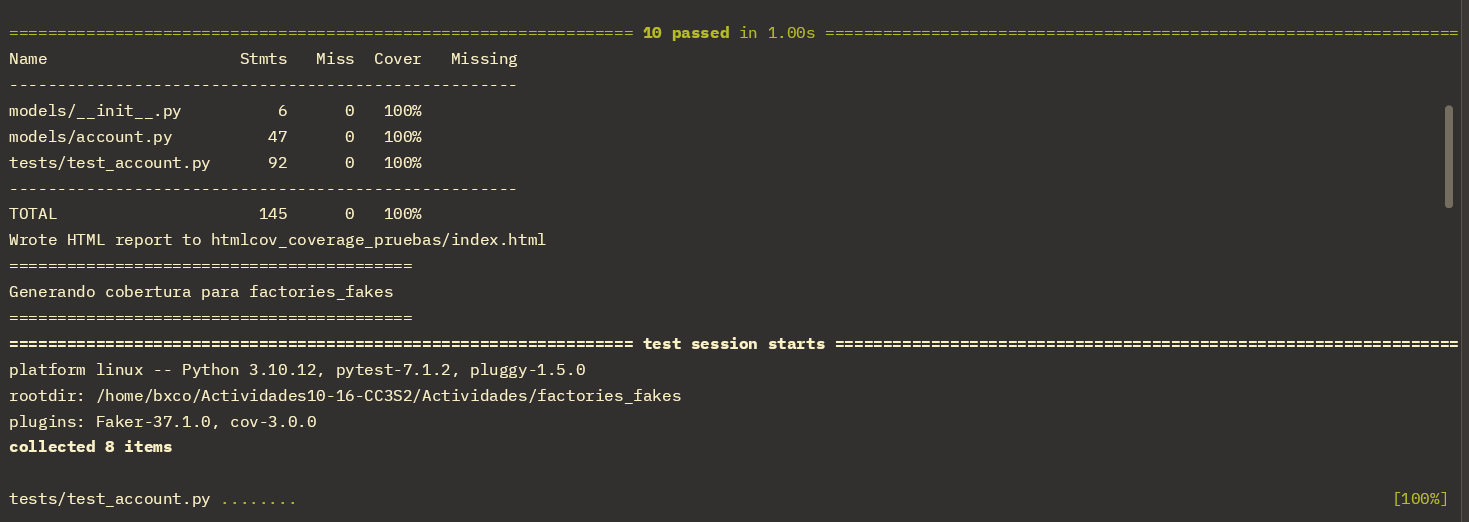 ================================================================= 10 passed in 1.00s ==================================================================
Name                    Stmts   Miss  Cover   Missing
-----------------------------------------------------
models/__init__.py          6      0   100%
models/account.py          47      0   100%
tests/test_account.py      92      0   100%
-----------------------------------------------------
TOTAL                     145      0   100%
Wrote HTML report to htmlcov_coverage_pruebas/index.html
==========================================
Generando cobertura para factories_fakes
==========================================
================================================================= test session starts =================================================================
platform linux -- Python 3.10.12, pytest-7.1.2, pluggy-1.5.0
rootdir: /home/bxco/Actividades10-16-CC3S2/Actividades/factories_fakes
plugins: Faker-37.1.0, cov-3.0.0
collected 8 items
tests/test_account.py ........ [100%]